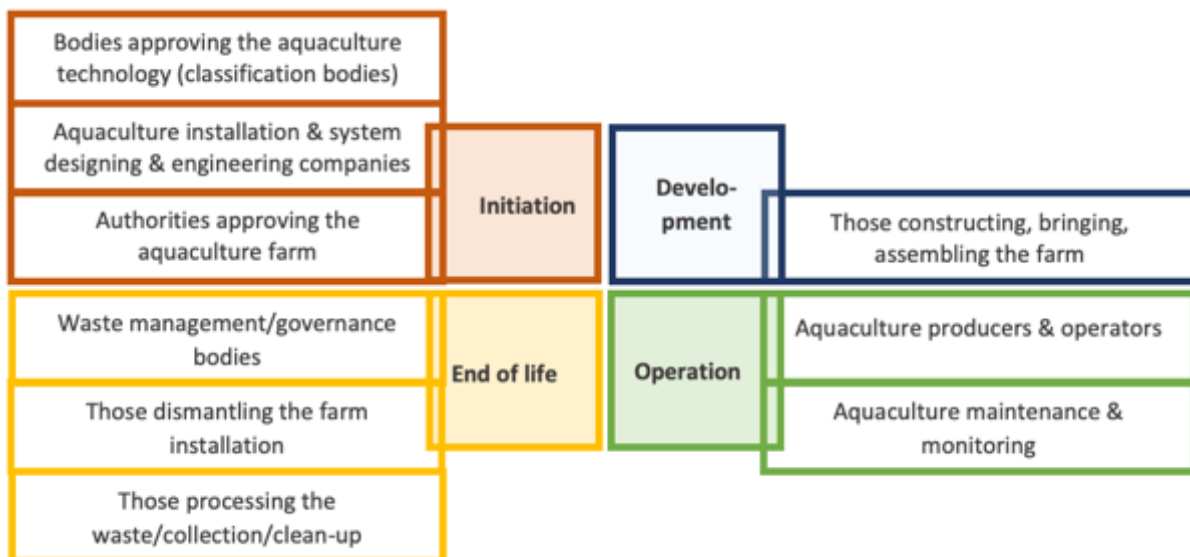 Bodies approving the aquaculture
technology (classification bodies)
Aquaculture installation & system
designing & engineering companies
Authorities approving the
aquaculture farm
Initiation
Develo-
pment
Those constructing, bringing,
assembling the farm
Waste management/governance
bodies
Those dismantling the farm
installation
Those processing the
waste/collection/clean-up
End of life
Operation
Aquaculture producers & operators
Aquaculture maintenance &
monitoring